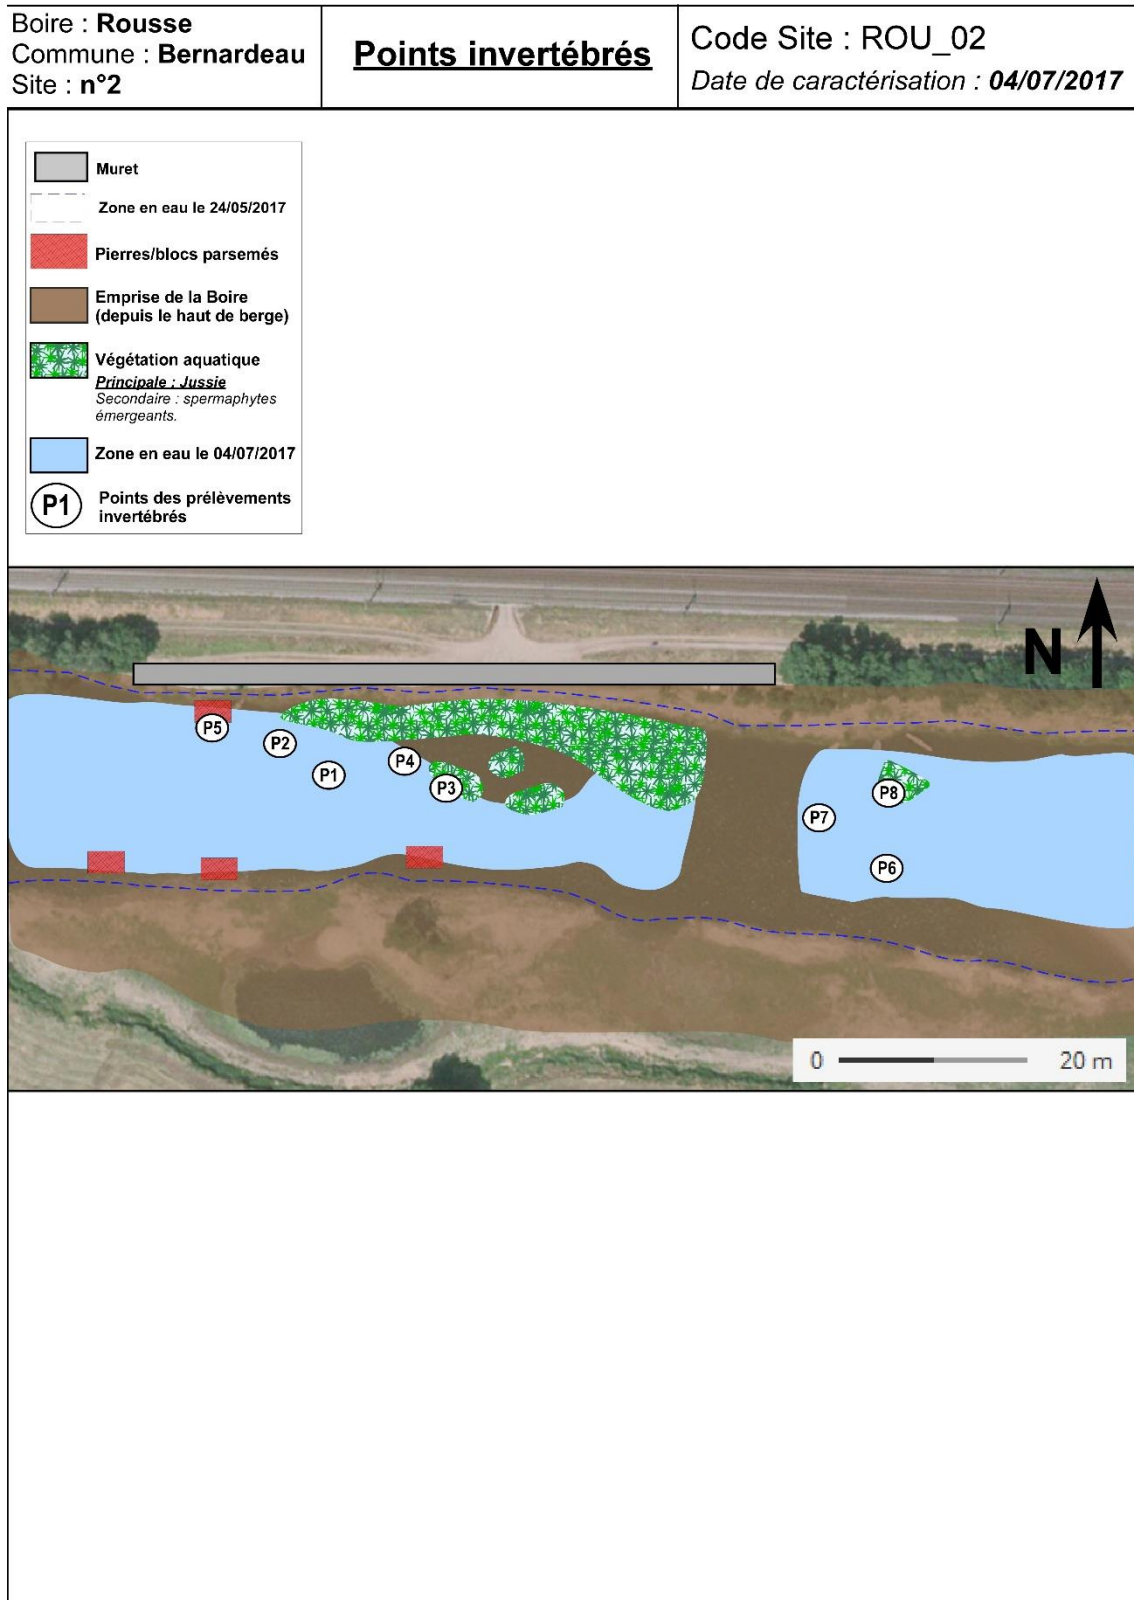 Boire : Rousse
Commune : Bernardeau
Site : n°2
Points invertébrés
Code Site : ROU_02
Date de caractérisation : 04/07/2017
Muret
Zone en eau le 24/05/2017
Pierres/blocs parsemés
Emprise de la Boire
(depuis le haut de berge)
Végétation aquatique
Principale : Jussie
Secondaire : spermaphytes
émergeants.
Zone en eau le 04/07/2017
P1
Points des prélèvements
invertébrés
N
P5
P2
P1
P4
P3
P8
P7
P6
0 20 m